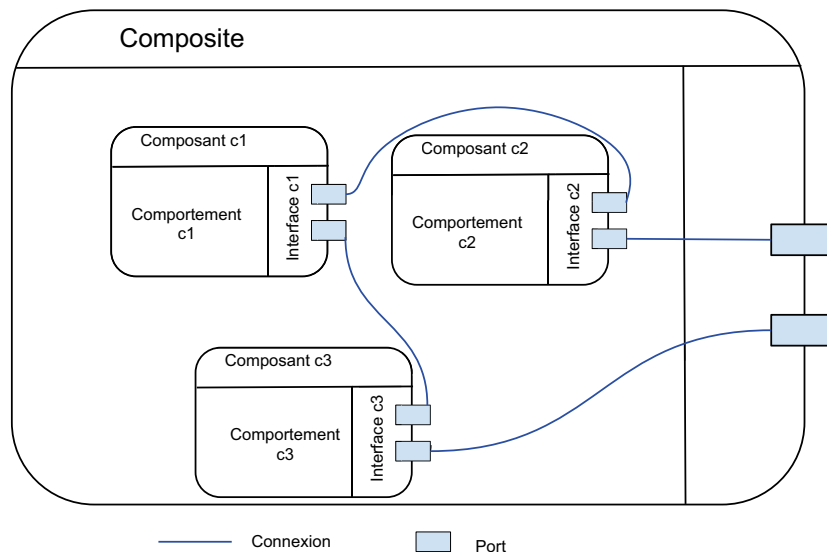 Composite
Composant c1
Comportement
c1
Interface c1
Composant c2
Comportement
c2
Interface c2
Composant c3
Comportement
c3
Interface c3
Connexion
Port